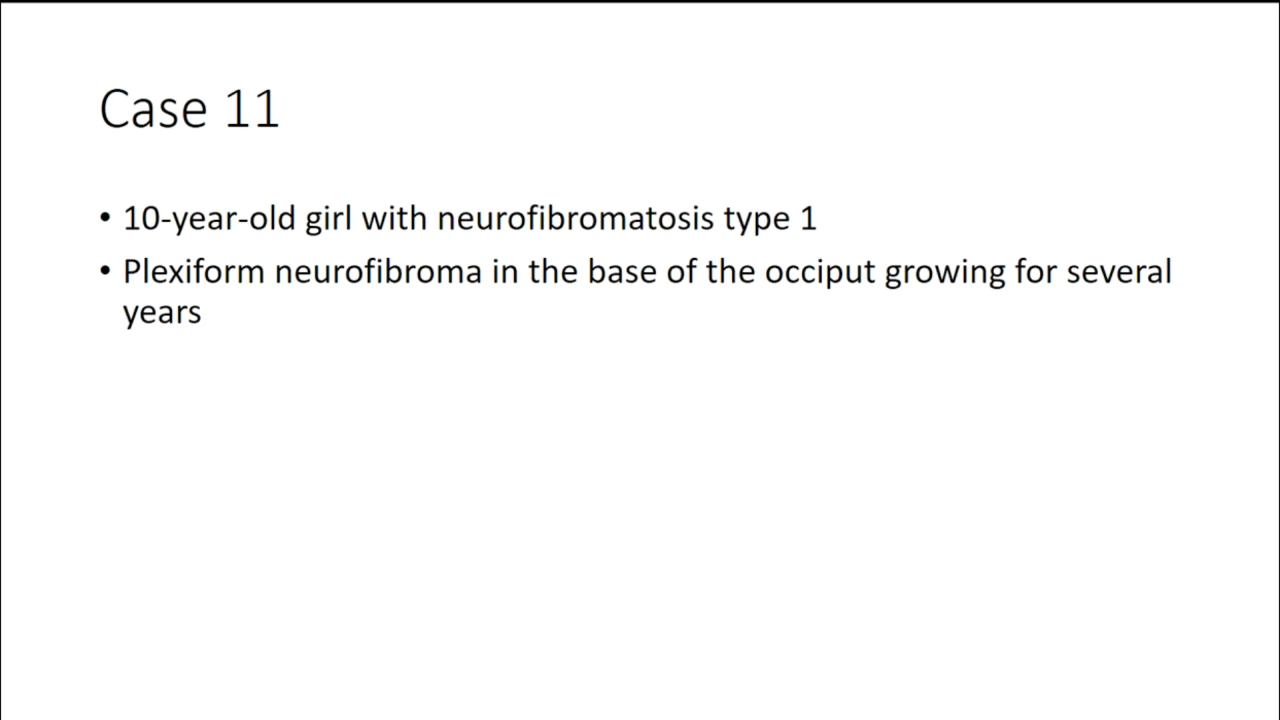 Case 11
• 10-year-old girl with neurofibromatosis type 1
• Plexiform neurofibroma in the base of the occiput growing for several
years